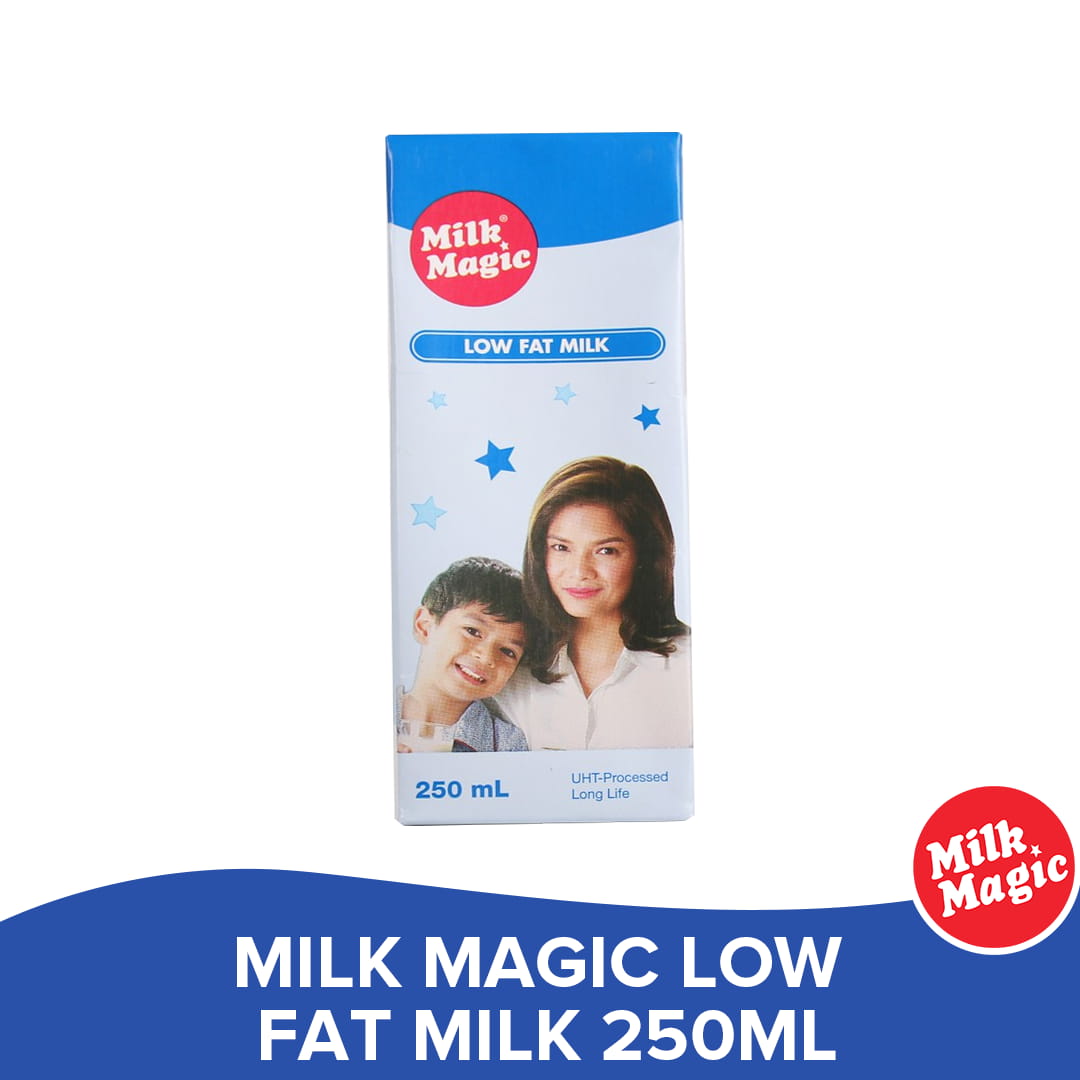 Milk®
Magic
LOW FAT MILK
250 mL
UHT-Processed
Long Life
Milk
Magic
MILK MAGIC LOW
FAT MILK 250ML